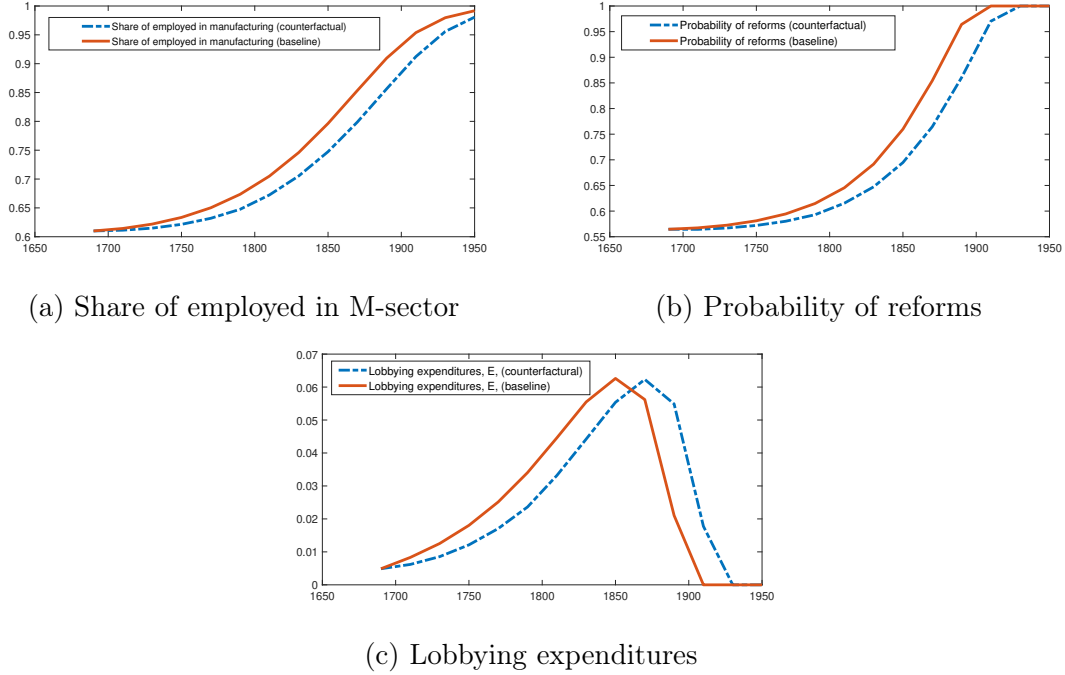 Share of employed in manufacturing (counterfactual)
Share of employed in manufacturing (baseline)
1
0.95
0.9
0.85
0.8
0.75
0.7
0.65
0.6
1650 1700 1750 1800 1850 1900 1950
(a) Share of employed in M-sector
Probability of reforms (counterfactual)
Probability of reforms (baseline)
1
0.95
0.9
0.85
0.8
0.75
0.7
0.65
0.6
0.55
1650 1700 1750 1800 1850 1900 1950
(b) Probability of reforms
Lobbying expenditures, E, (counterfactural)
Lobbying expenditures, E, (baseline)
0.07
0.06
0.05
0.04
0.03
0.02
0.01
0
1650 1700 1750 1800 1850 1900 1950
(c) Lobbying expenditures